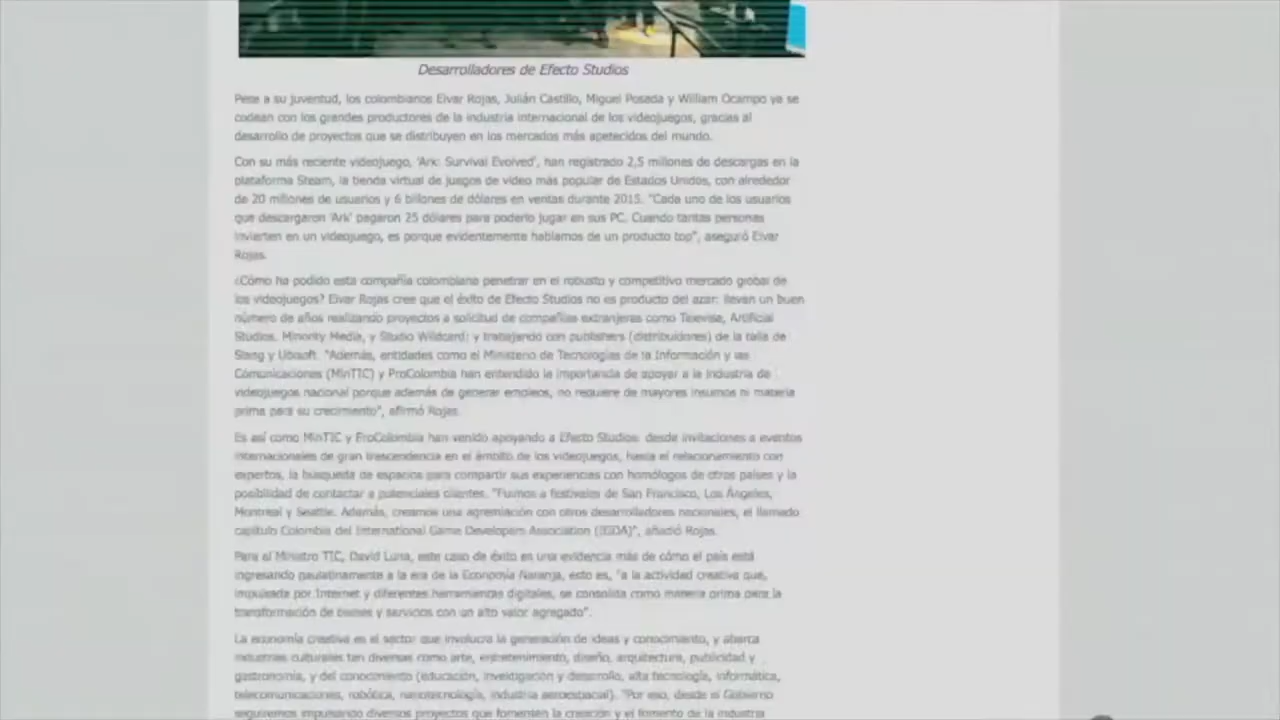 Desarrolladores de Efecto Studios
Pese a su juventud, los colombianos Eivar Rojas, Julián Castillo, Miguel Posada y William Ocampo ya se
codean con los grandes productores de la industria internacional de los videojuegos, gracias al
desarrollo de proyectos que se distribuyen en los mercados más apetecidos del mundo.
Con su más reciente videojuego, 'Ark: Survival Evolved', han registrado 2,5 millones de descargas en la
plataforma Steam, la tienda virtual de juegos de video más popular de Estados Unidos, con alrededor
de 20 millones de usuarios y 6 billones de dólares en ventas durante 2015. "Cada uno de los usuarios
que descargaron 'Ark' pagaron 25 dólares para poderlo jugar en sus PC. Cuando tantas personas
invierten en un videojuego, es porque evidentemente hablamos de un producto top", aseguró Eivar
Rojas.
¿Cómo ha podido esta compañía colombiana penetrar en el robusto y competitivo mercado global de
los videojuegos? Eivar Rojas cree que el éxito de Efecto Studios no es producto del azar: llevan un buen
número de años realizando proyectos a solicitud de compañías extranjeras como Televisa, Artificial
Studios, Minority Media, y Studio Wildcard; y trabajando con publishers (distribuidores) de la talla de
Slang y Ubisoft. "Además, entidades como el Ministerio de Tecnologías de la Información y las
Comunicaciones (MinTIC) y ProColombia han entendido la importancia de apoyar a la industria de
videojuegos nacional porque además de generar empleos, no requiere de mayores insumos ni materia
prima para su crecimiento", afirmó Rojas.
Es así como MinTIC y ProColombia han venido apoyando a Efecto Studios: desde invitaciones a eventos
internacionales de gran trascendencia en el ámbito de los videojuegos, hasta el relacionamiento con
expertos, la búsqueda de espacios para compartir sus experiencias con homólogos de otros países y la
posibilidad de contactar a potenciales clientes. "Fuimos a festivales de San Francisco, Los Ángeles,
Montreal y Seattle. Además, creamos una agremiación con otros desarrolladores nacionales, el llamado
capítulo Colombia del International Game Developers Association (IGDA)", añadió Rojas.
Para el Ministro TIC, David Luna, este caso de éxito es una evidencia más de cómo el país está
ingresando paulatinamente a la era de la Economía Naranja, esto es, "a la actividad creativa que,
impulsada por Internet y diferentes herramientas digitales, se consolida como materia prima para la
transformación de bienes y servicios con un alto valor agregado".
La economía creativa es el sector que involucra la generación de ideas y conocimiento, y abarca
industrias culturales tan diversas como arte, entretenimiento, diseño, arquitectura, publicidad y
gastronomía, y del conocimiento (educación, investigación y desarrollo, alta tecnología, informática,
telecomunicaciones, robótica, nanotecnología, industria aeroespacial). "Por eso, desde el Gobierno
seguiremos impulsando diversos proyectos que fomenten la creación y el fomento de la industria